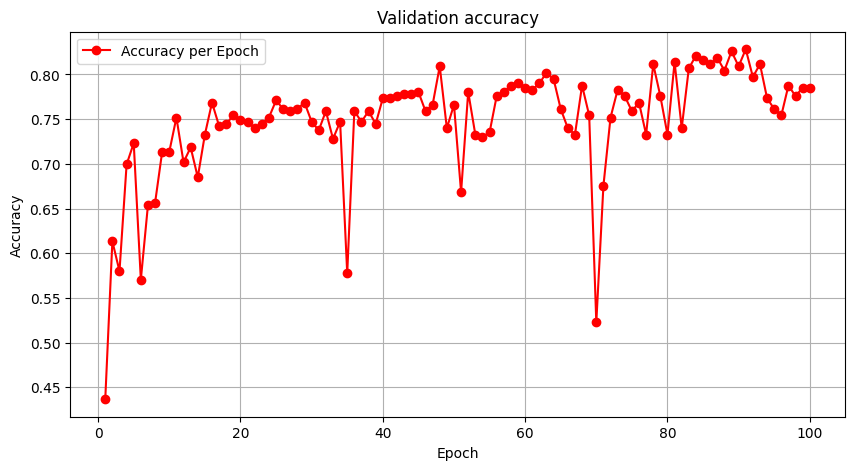 Validation accuracy
Accuracy per Epoch
Accuracy
0.80
0.75
0.70
0.65
0.60
0.55
0.50
0.45
0 20 40 60 80 100
Epoch